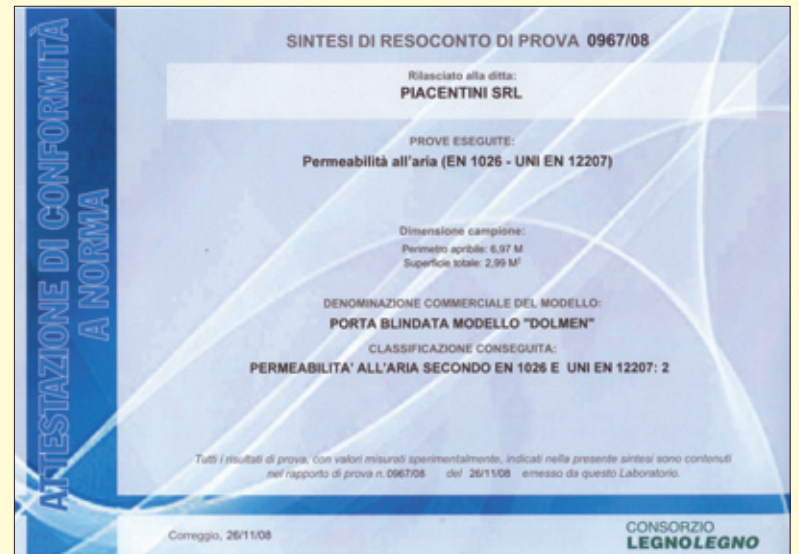 ATTESTAZIONE DI CONFORMITÀ
A NORMA
SINTESI DI RESOCONTO DI PROVA 0967/08
Rilasciato alla ditta:
PIACENTINI SRL
PROVE ESEGUITE:
Permeabilità all'aria (EN 1026 - UNI EN 12207)
Dimensione campione:
Perimetro apribile: 6,97 M
Superficie totale: 2,99 M²
DENOMINAZIONE COMMERCIALE DEL MODELLO:
PORTA BLINDATA MODELLO "DOLMEN"
CLASSIFICAZIONE CONSEGUITA:
PERMEABILITA' ALL'ARIA SECONDO EN 1026 E UNI EN 12207: 2
Tutti i risultati di prova, con valori misurati sperimentalmente, indicati nella presente sintesi sono contenuti
nel rapporto di prova n. 0967/08 del 26/11/08 emesso da questo Laboratorio.
Correggio, 26/11/08
CONSORZIO
LEGNOLEGNO